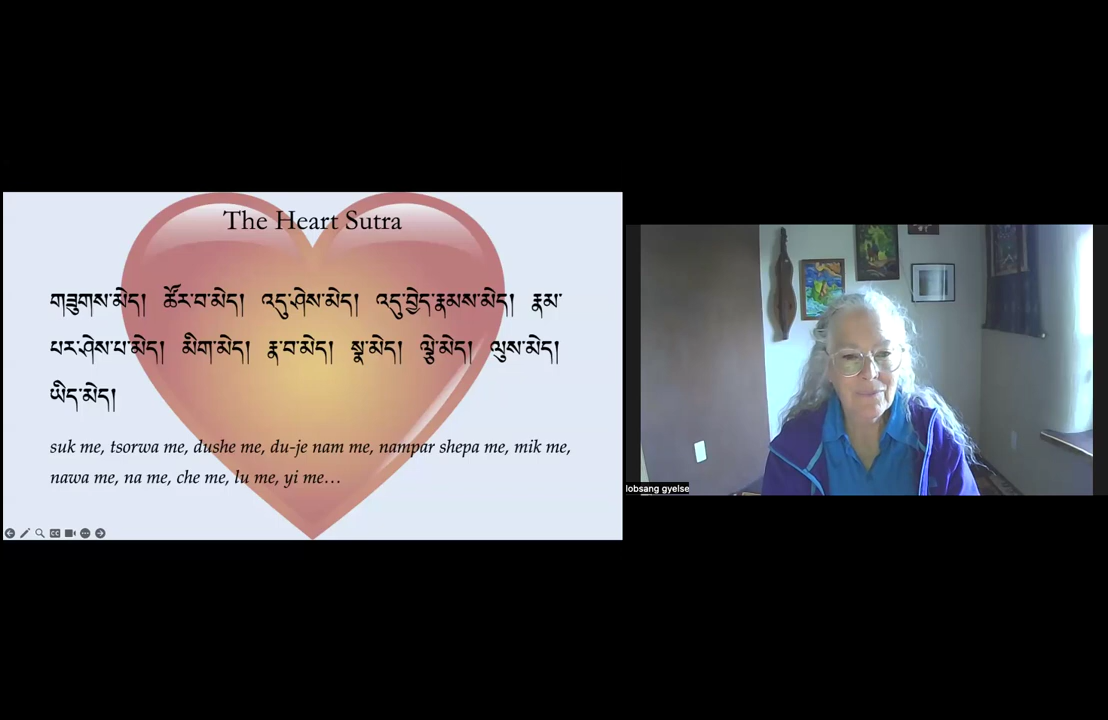 The Heart Sutra
གཟུགས་མེད། ཚོར་བ་མེད། འདུ་ཤེས་མེད། འདུ་བྱེད་རྣམས་མེད། རྣམ་
པར་ཤེས་པ་མེད། མིག་མེད། རྣ་བ་མེད། སྣ་མེད། ལྕེ་མེད། ལུས་མེད།
ཡིད་མེད།
suk me, tsorwa me, dushe me, du-je nam me, nampar shepa me, mik me,
nawa me, na me, che me, lu me, yi me…
lobsang gyelse